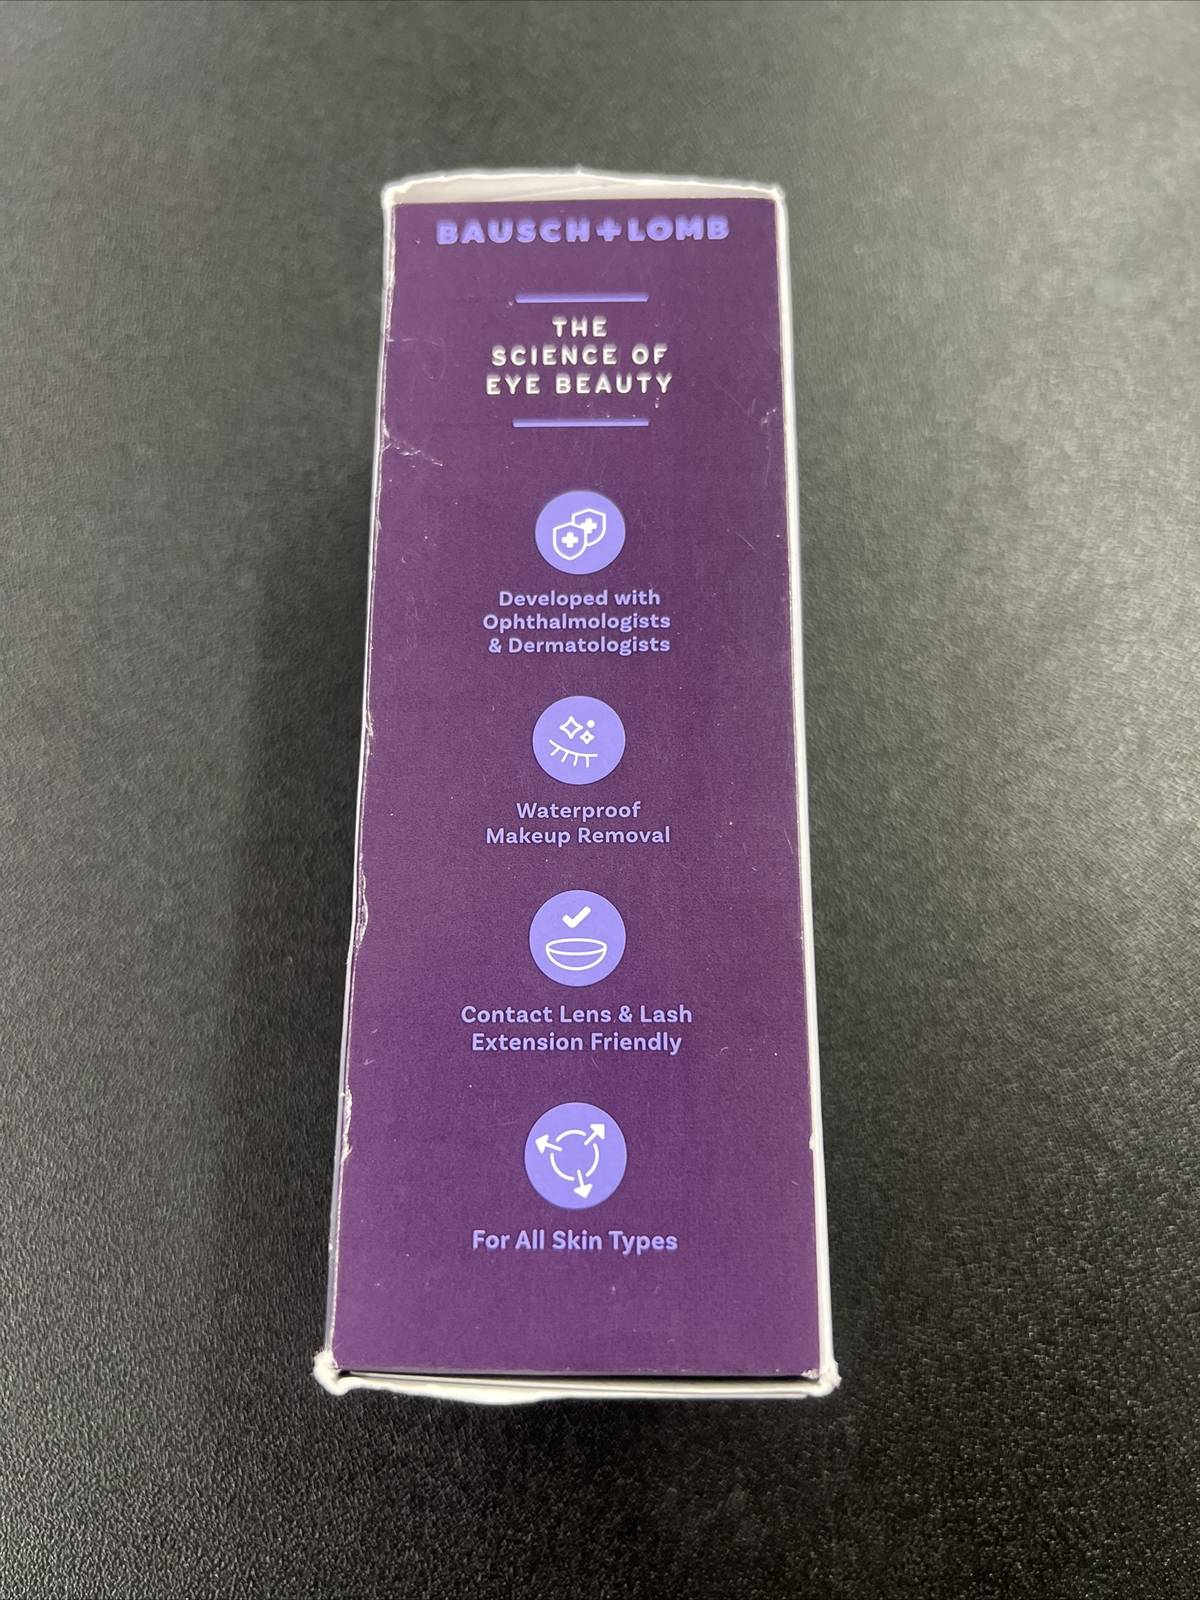 BAUSCH+LOMB
THE
SCIENCE OF
EYE BEAUTY
Developed with
Ophthalmologists
& Dermatologists
Waterproof
Makeup Removal
Contact Lens & Lash
Extension Friendly
For All Skin Types